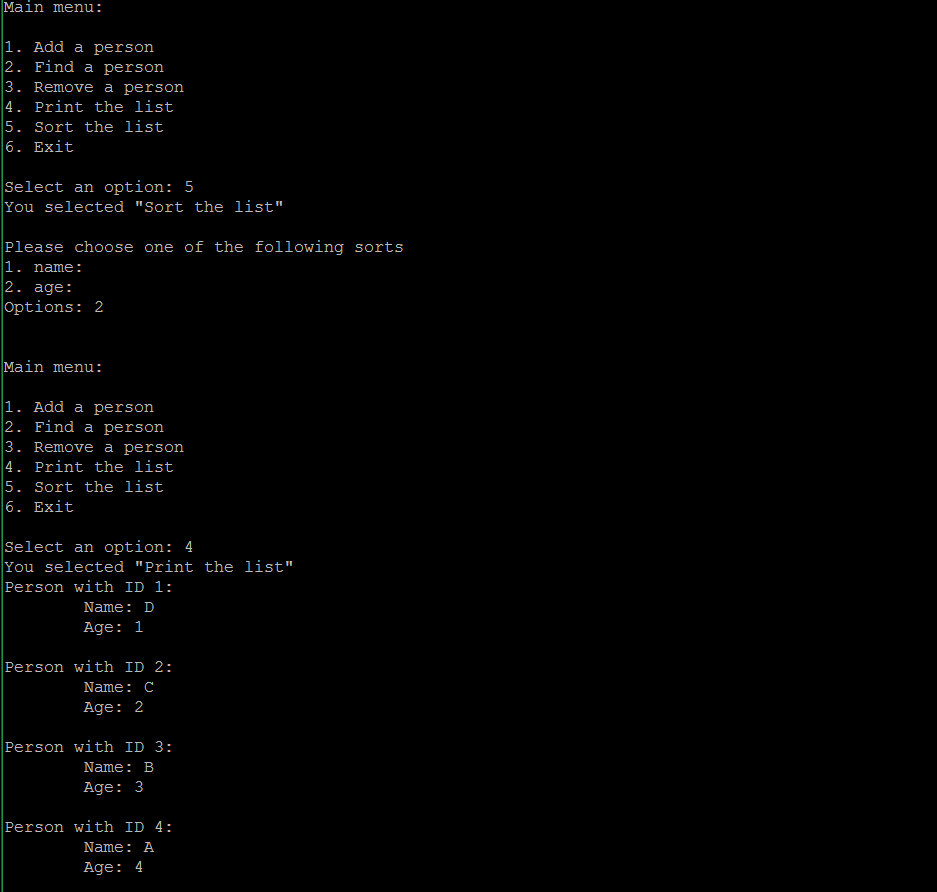 Main menu:
1. Add a person
2. Find a person
3. Remove a person
4. Print the list
5. Sort the list
6. Exit
Select an option: 5
You selected "Sort the list"
Please choose one of the following sorts
1. name:
2. age:
Options: 2
Main menu:
1. Add a person
2. Find a person
3. Remove a person
4. Print the list
5. Sort the list
6. Exit
Select an option: 4
You selected "Print the list"
Person with ID 1:
Name: D
Age: 1
Person with ID 2:
Name: C
Age: 2
Person with ID 3:
Name: B
Age: 3
Person with ID 4:
Name: A
Age: 4